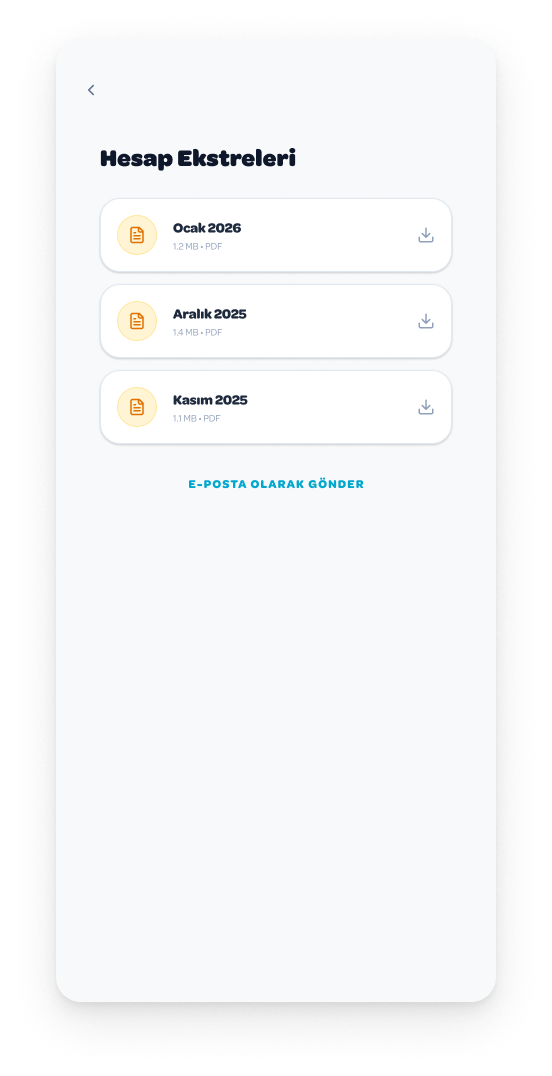 Hesap Ekstreleri
Ocak 2026
1.2 MB • PDF
Aralık 2025
1.4 MB • PDF
Kasım 2025
1.1 MB • PDF
E-POSTA OLARAK GÖNDER